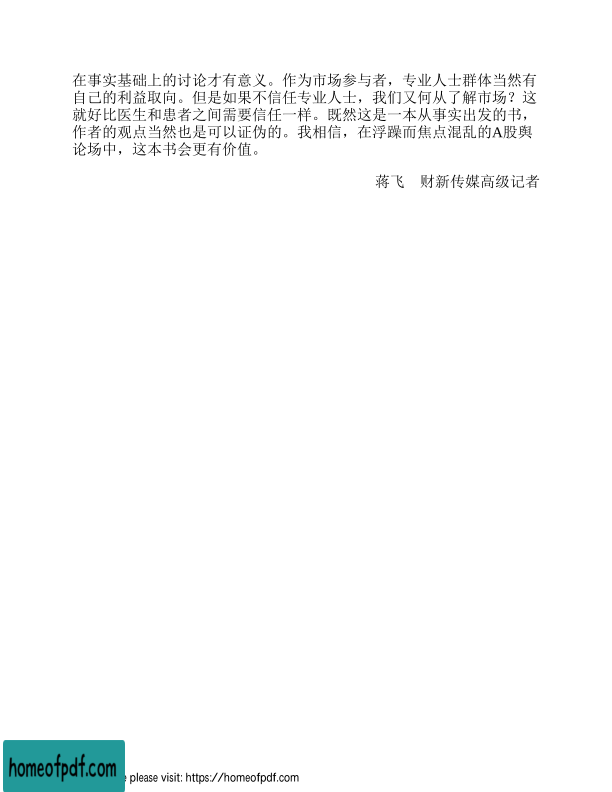 在事实基础上的讨论才有意义。作为市场参与者，专业人士群体当然有
自己的利益取向。但是如果不信任专业人士，我们又何从了解市场？这
就好比医生和患者之间需要信任一样。既然这是一本从事实出发的书，
作者的观点当然也是可以证伪的。我相信，在浮躁而焦点混乱的A股舆
论场中，这本书会更有价值。
蒋飞　财新传媒高级记者
homeofpdf.com
please visit: https://homeofpdf.com